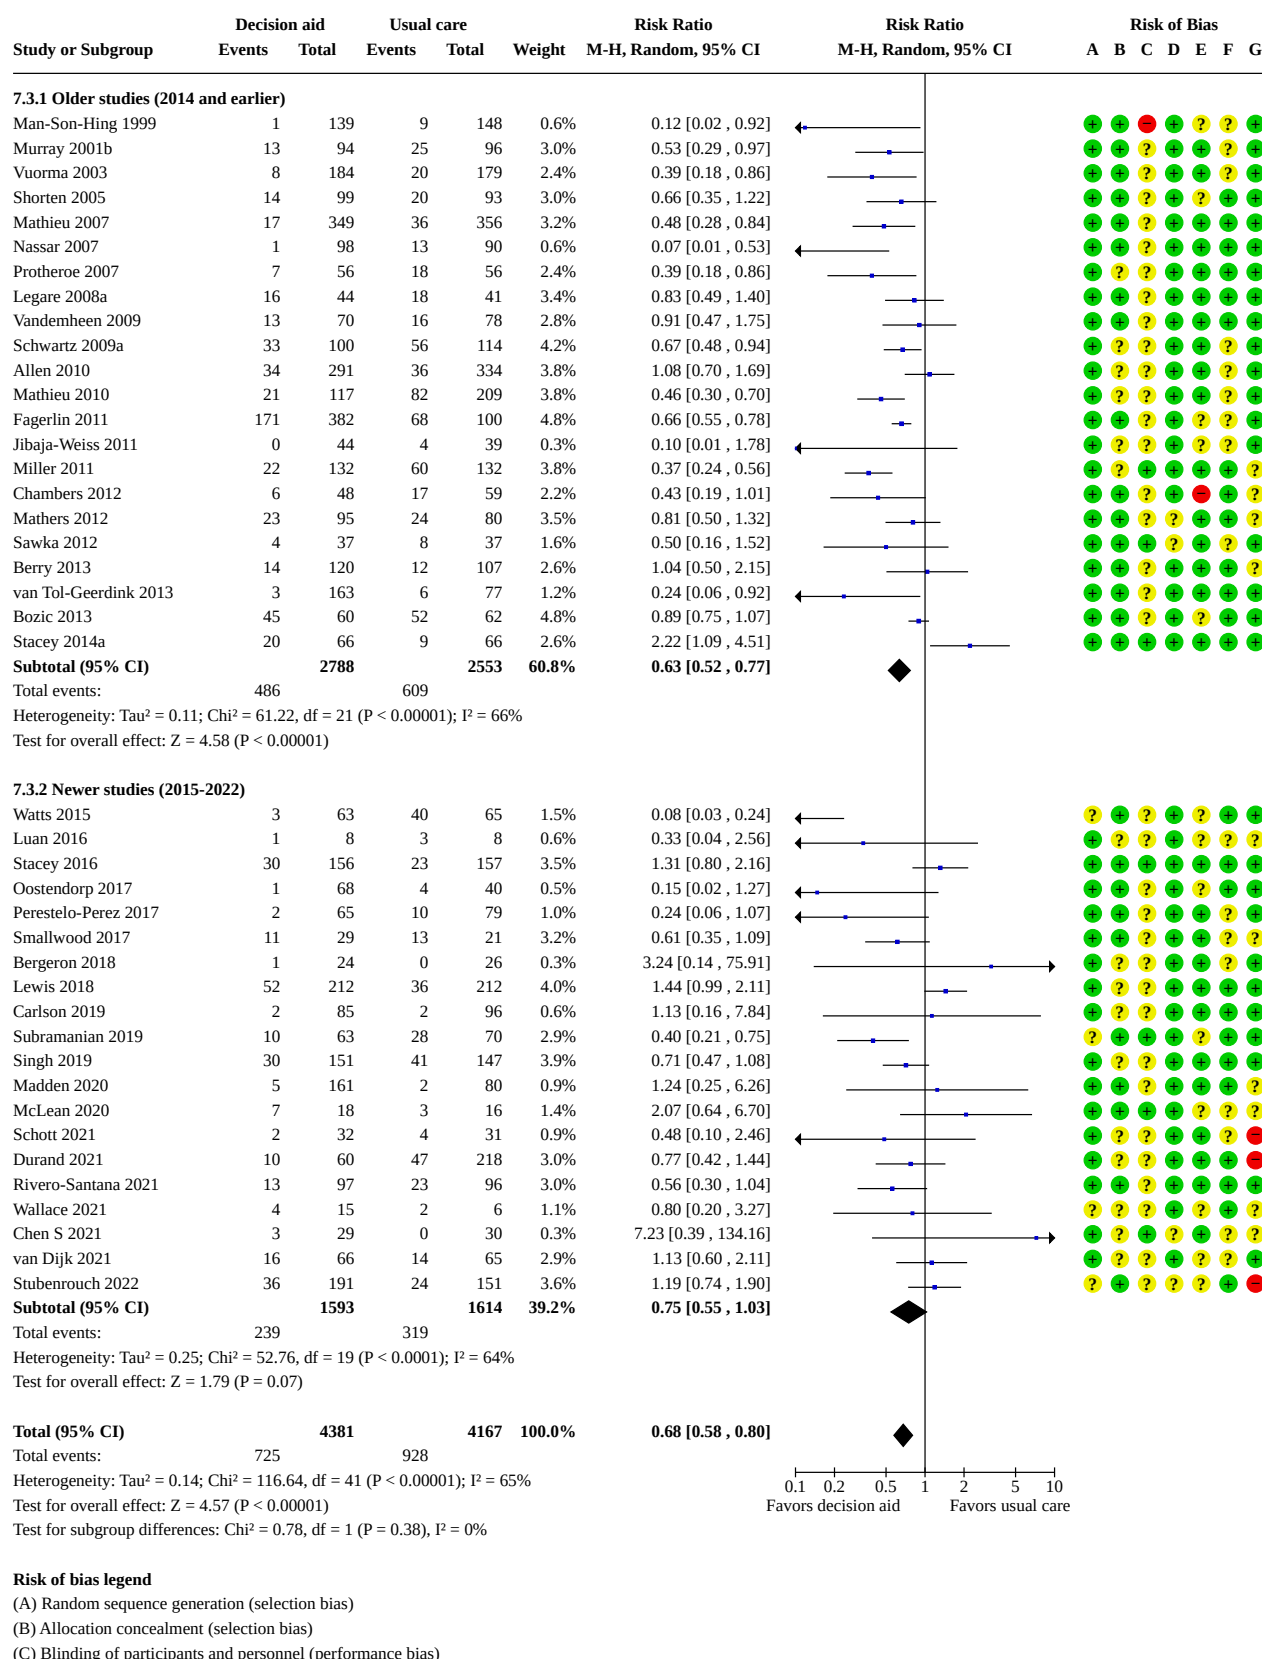 Decision aid Usual care Risk Ratio Risk Ratio Risk of Bias
Study or Subgroup Events Total Events Total Weight M-H, Random, 95% CI M-H, Random, 95% CI A B C D E F G
7.3.1 Older studies (2014 and earlier)
Man-Son-Hing 1999 1 139 9 148 0.6% 0.12 [0.02 , 0.92] + + − + ? ? +
Murray 2001b 13 94 25 96 3.0% 0.53 [0.29 , 0.97] + + ? + + ? +
Vuorma 2003 8 184 20 179 2.4% 0.39 [0.18 , 0.86] + + ? + + ? +
Shorten 2005 14 99 20 93 3.0% 0.66 [0.35 , 1.22] + + ? + ? + +
Mathieu 2007 17 349 36 356 3.2% 0.48 [0.28 , 0.84] + + ? + + + +
Nassar 2007 1 98 13 90 0.6% 0.07 [0.01 , 0.53] + + ? + + + +
Protheroe 2007 7 56 18 56 2.4% 0.39 [0.18 , 0.86] + ? ? + + + +
Legare 2008a 16 44 18 41 3.4% 0.83 [0.49 , 1.40] + + ? + + + +
Vandemheen 2009 13 70 16 78 2.8% 0.91 [0.47 , 1.75] + + ? + + + +
Schwartz 2009a 33 100 56 114 4.2% 0.67 [0.48 , 0.94] + ? ? + + ? +
Allen 2010 34 291 36 334 3.8% 1.08 [0.70 , 1.69] + ? ? + + ? +
Mathieu 2010 21 117 82 209 3.8% 0.46 [0.30 , 0.70] + + ? + + ? +
Fagerlin 2011 171 382 68 100 4.8% 0.66 [0.55 , 0.78] + + ? + ? ? +
Jibaja-Weiss 2011 0 44 4 39 0.3% 0.10 [0.01 , 1.78] + ? ? + ? ? +
Miller 2011 22 132 60 132 3.8% 0.37 [0.24 , 0.56] + ? + + + + ?
Chambers 2012 6 48 17 59 2.2% 0.43 [0.19 , 1.01] + + ? + − + ?
Mathers 2012 23 95 24 80 3.5% 0.81 [0.50 , 1.32] + + ? ? + + ?
Sawka 2012 4 37 8 37 1.6% 0.50 [0.16 , 1.52] + + + ? + ? +
Berry 2013 14 120 12 107 2.6% 1.04 [0.50 , 2.15] + + ? + + + ?
van Tol-Geerdink 2013 3 163 6 77 1.2% 0.24 [0.06 , 0.92] + + ? + + + +
Bozic 2013 45 60 52 62 4.8% 0.89 [0.75 , 1.07] + + ? + ? + +
Stacey 2014a 20 66 9 66 2.6% 2.22 [1.09 , 4.51] + + + + + + +
Subtotal (95% CI) 2788 2553 60.8% 0.63 [0.52 , 0.77]
Total events: 486 609
Heterogeneity: Tau² = 0.11; Chi² = 61.22, df = 21 (P < 0.00001); I² = 66%
Test for overall effect: Z = 4.58 (P < 0.00001)
7.3.2 Newer studies (2015-2022)
Watts 2015 3 63 40 65 1.5% 0.08 [0.03 , 0.24] ? + ? + ? + +
Luan 2016 1 8 3 8 0.6% 0.33 [0.04 , 2.56] + ? ? + ? ? ?
Stacey 2016 30 156 23 157 3.5% 1.31 [0.80 , 2.16] + + + + + + +
Oostendorp 2017 1 68 4 40 0.5% 0.15 [0.02 , 1.27] + + ? + ? + +
Perestelo-Perez 2017 2 65 10 79 1.0% 0.24 [0.06 , 1.07] + + ? + + ? +
Smallwood 2017 11 29 13 21 3.2% 0.61 [0.35 , 1.09] + + ? + + ? ?
Bergeron 2018 1 24 0 26 0.3% 3.24 [0.14 , 75.91] + ? ? + + ? +
Lewis 2018 52 212 36 212 4.0% 1.44 [0.99 , 2.11] + ? ? + + + +
Carlson 2019 2 85 2 96 0.6% 1.13 [0.16 , 7.84] + ? ? + + + +
Subramanian 2019 10 63 28 70 2.9% 0.40 [0.21 , 0.75] ? + + + ? + +
Singh 2019 30 151 41 147 3.9% 0.71 [0.47 , 1.08] + ? ? + + + +
Madden 2020 5 161 2 80 0.9% 1.24 [0.25 , 6.26] + + ? + + + ?
McLean 2020 7 18 3 16 1.4% 2.07 [0.64 , 6.70] + + + + ? ? ?
Schott 2021 2 32 4 31 0.9% 0.48 [0.10 , 2.46] + ? ? + + ? −
Durand 2021 10 60 47 218 3.0% 0.77 [0.42 , 1.44] + ? ? + + + −
Rivero-Santana 2021 13 97 23 96 3.0% 0.56 [0.30 , 1.04] + + ? + + + +
Wallace 2021 4 15 2 6 1.1% 0.80 [0.20 , 3.27] ? ? ? + ? + ?
Chen S 2021 3 29 0 30 0.3% 7.23 [0.39 , 134.16] + ? + ? + ? ?
van Dijk 2021 16 66 14 65 2.9% 1.13 [0.60 , 2.11] + ? ? + ? ? +
Stubenrouch 2022 36 191 24 151 3.6% 1.19 [0.74 , 1.90] ? + ? ? ? + −
Subtotal (95% CI) 1593 1614 39.2% 0.75 [0.55 , 1.03]
Total events: 239 319
Heterogeneity: Tau² = 0.25; Chi² = 52.76, df = 19 (P < 0.0001); I² = 64%
Test for overall effect: Z = 1.79 (P = 0.07)
Total (95% CI) 4381 4167 100.0% 0.68 [0.58 , 0.80]
Total events: 725 928
Heterogeneity: Tau² = 0.14; Chi² = 116.64, df = 41 (P < 0.00001); I² = 65%
0.1 0.2 0.5 1 2 5 10
Test for overall effect: Z = 4.57 (P < 0.00001)
Favors decision aid Favors usual care
Test for subgroup differences: Chi² = 0.78, df = 1 (P = 0.38), I² = 0%
Risk of bias legend
(A) Random sequence generation (selection bias)
(B) Allocation concealment (selection bias)
(C) Blinding of participants and personnel (performance bias)